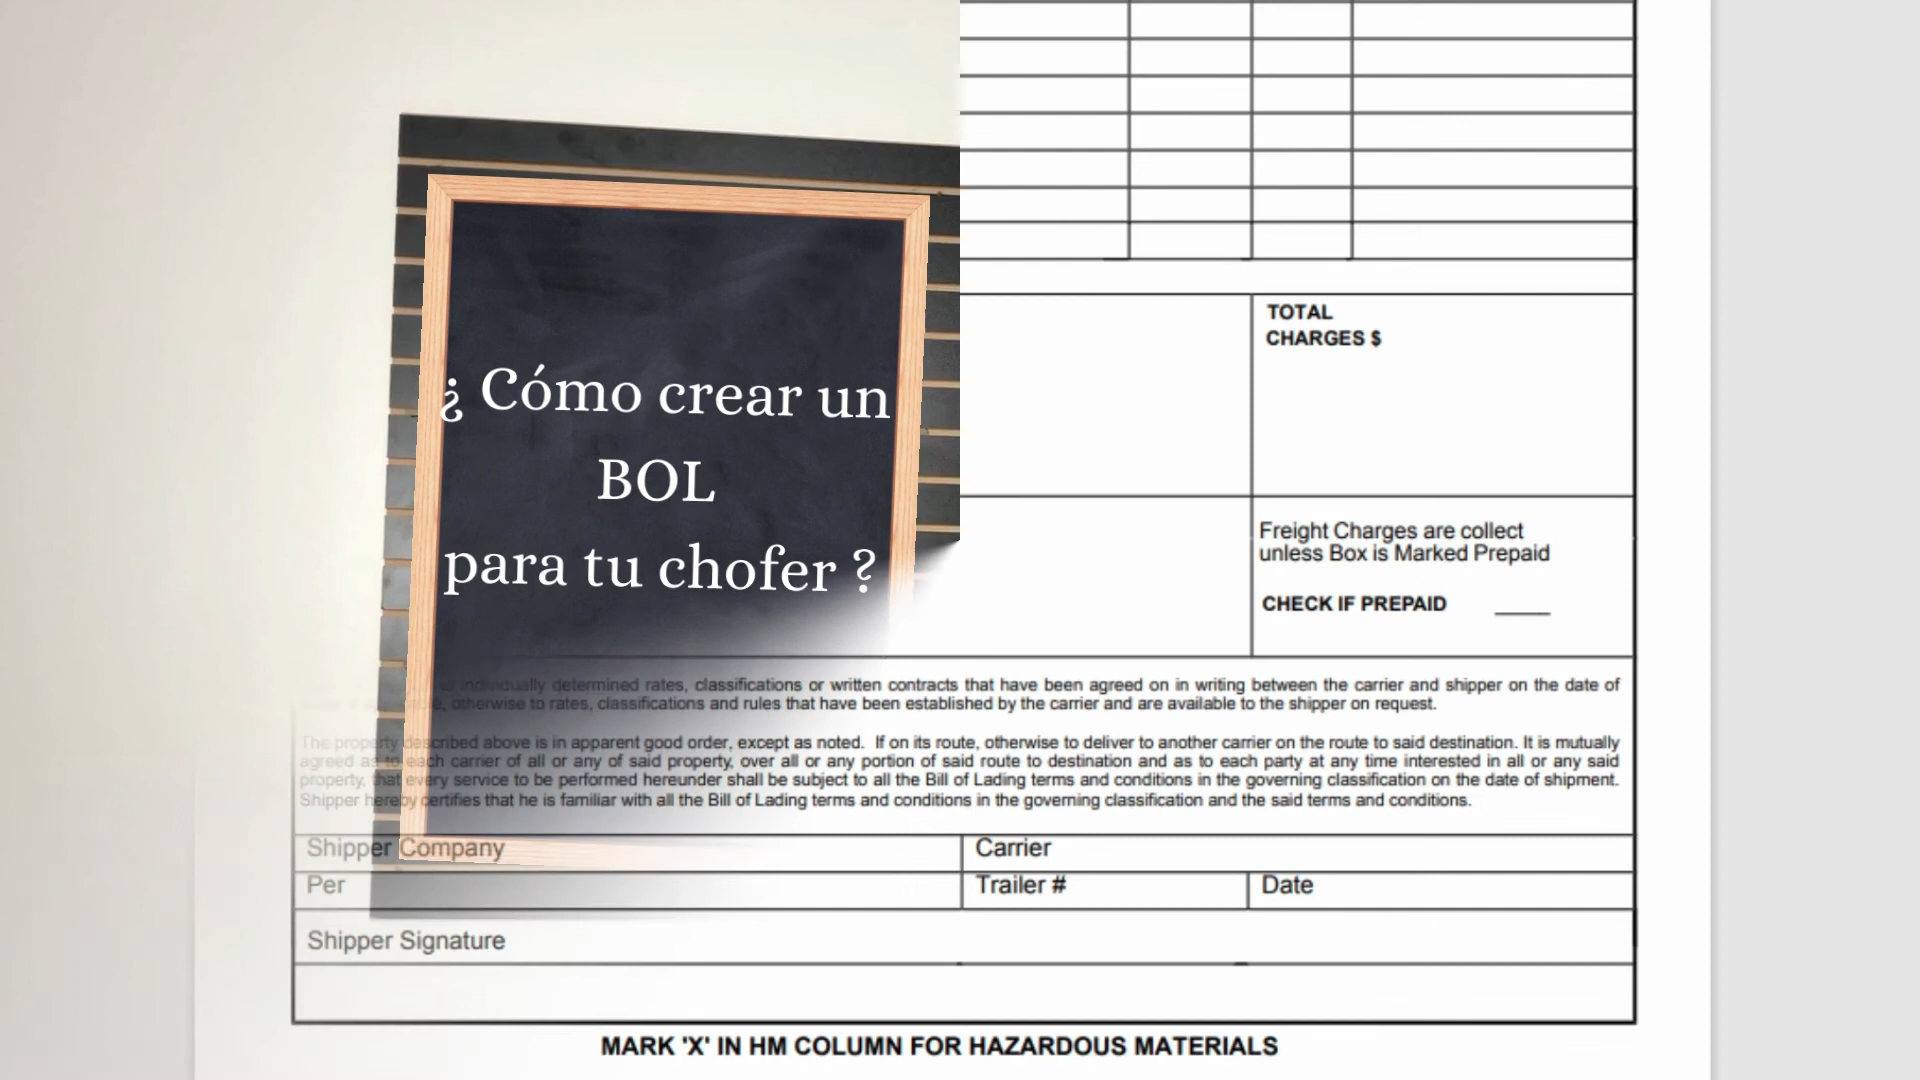 ¿ Cómo crear un
BOL
para tu chofer ?
TOTAL
CHARGES $
Freight Charges are collect
unless Box is Marked Prepaid
CHECK IF PREPAID ____
individually determined rates, classifications or written contracts that have been agreed on in writing between the carrier and shipper on the date of
otherwise to rates, classifications and rules that have been established by the carrier and are available to the shipper on request.
The property described above is in apparent good order, except as noted. If on its route, otherwise to deliver to another carrier on the route to said destination. It is mutually
agreed as to each carrier of all or any of said property, over all or any portion of said route to destination and as to each party at any time interested in all or any said
property, that every service to be performed hereunder shall be subject to all the Bill of Lading terms and conditions in the governing classification on the date of shipment.
Shipper hereby certifies that he is familiar with all the Bill of Lading terms and conditions in the governing classification and the said terms and conditions.
Shipper Company
Carrier
Per
Trailer #
Date
Shipper Signature
MARK 'X' IN HM COLUMN FOR HAZARDOUS MATERIALS